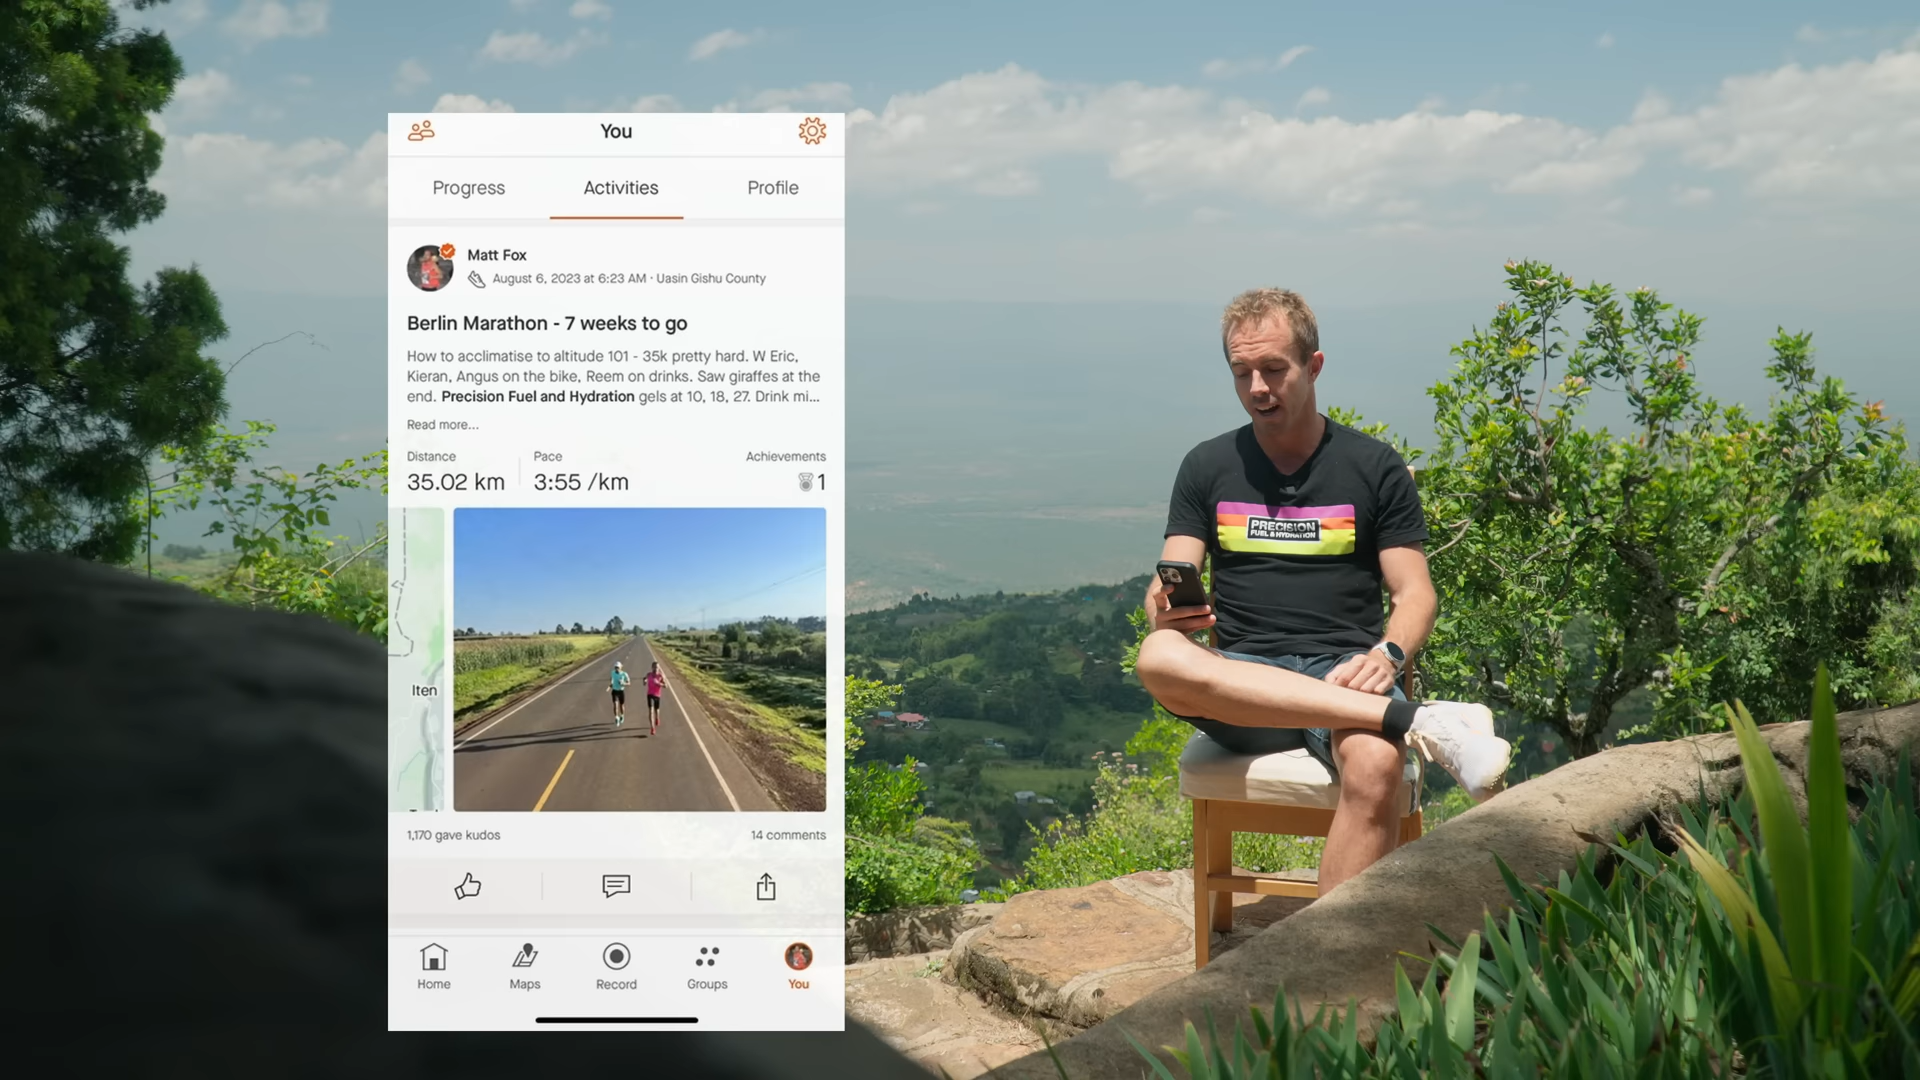 You
Progress
Activities
Profile
Matt Fox
August 6, 2023 at 6:23 AM · Uasin Gishu County
Berlin Marathon - 7 weeks to go
How to acclimatise to altitude 101 - 35k pretty hard. W Eric,
Kieran, Angus on the bike, Reem on drinks. Saw giraffes at the
end. Precision Fuel and Hydration gels at 10, 18, 27. Drink mi...
Read more...
Distance
Pace
Achievements
35.02 km
3:55 /km
1
Iten
1,170 gave kudos
14 comments
Home
Maps
Record
Groups
You
PRECISION
FUEL & HYDRATION